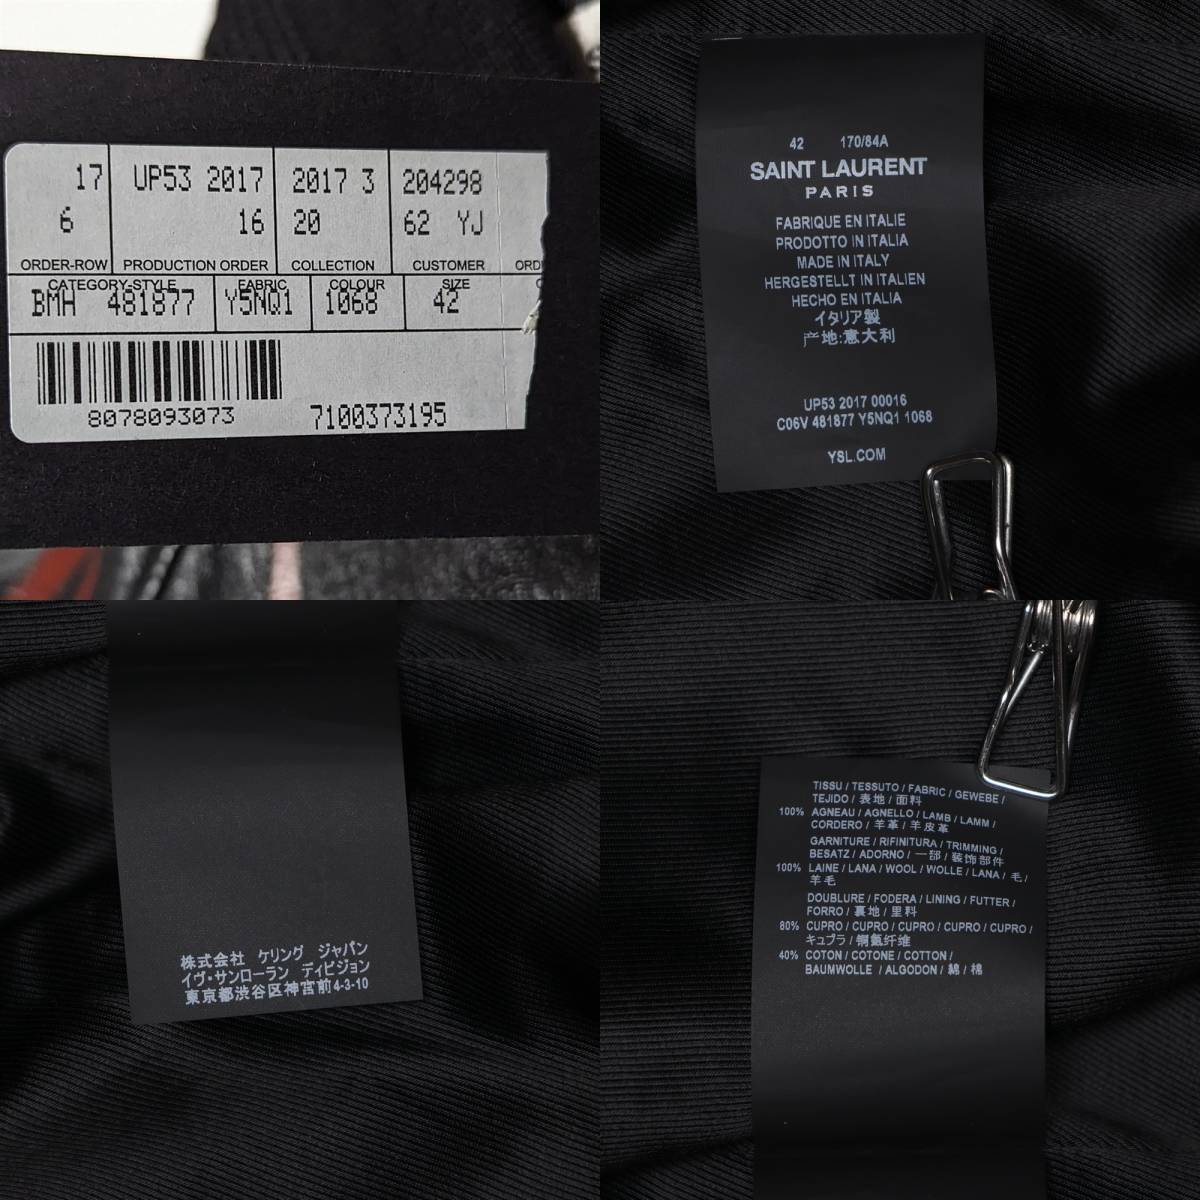 17 UP53 2017 2017 3 204298
6 16 20 62 YJ
ORDER-ROW PRODUCTION ORDER COLLECTION CUSTOMER ORD
CATEGORY-STYLE FABRIC COLOUR SIZE
BMH 481877 Y5NQ1 1068 42
8078093073 7100373195
42 170/84A
SAINT LAURENT
PARIS
FABRIQUE EN ITALIE
PRODOTTO IN ITALIA
MADE IN ITALY
HERGESTELLT IN ITALIEN
HECHO EN ITALIA
イタリア製
产地:意大利
UP53 2017 00016
C06V 481877 Y5NQ1 1068
YSL.COM
株式会社 ケリング ジャパン
イヴ・サンローラン ディビジョン
東京都渋谷区神宮前4-3-10
TISSU / TESSUTO / FABRIC / GEWEBE /
TEJIDO / 表地 / 面料
100% AGNEAU / AGNELLO / LAMB / LAMM /
CORDERO / 羊革 / 羊皮革
GARNITURE / RIFINITURA / TRIMMING /
BESATZ / ADORNO / 一部 / 装饰部件
100% LAINE / LANA / WOOL / WOLLE / LANA / 毛 /
羊毛
DOUBLURE / FODERA / LINING / FUTTER /
FORRO / 裏地 / 里料
80% CUPRO / CUPRO / CUPRO / CUPRO / CUPRO /
キュプラ / 铜氨纤维
40% COTON / COTONE / COTTON /
BAUMWOLLE / ALGODON / 綿 / 棉